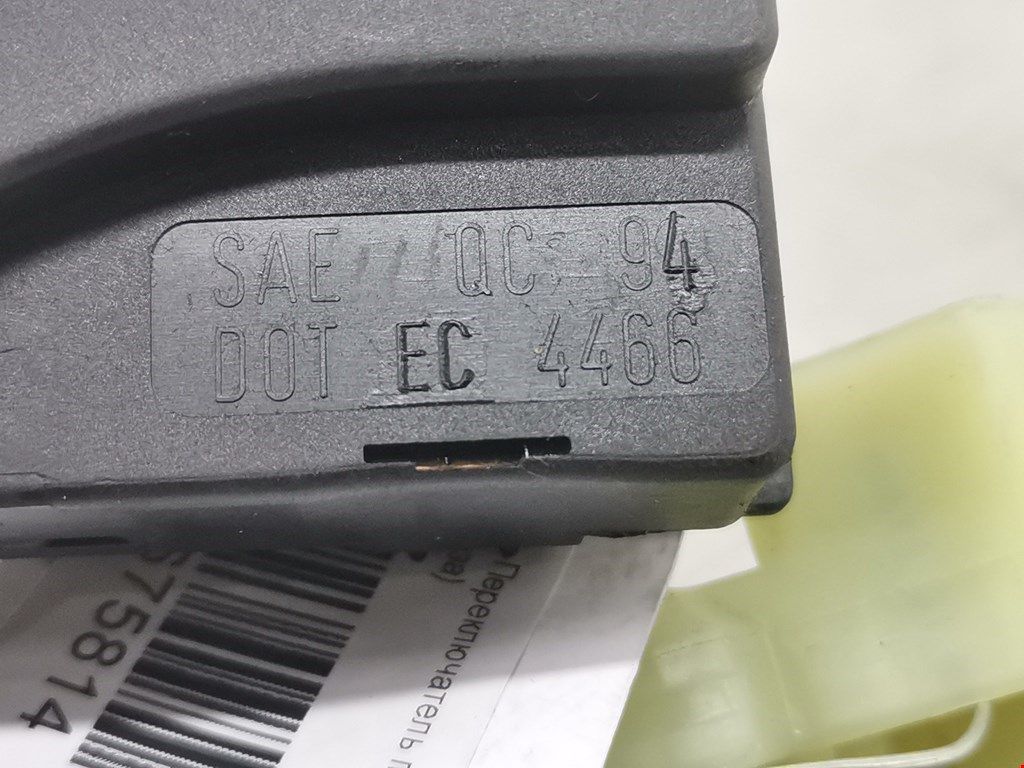 SAE QC 94
DOT EC 4466
Переключатель
75814